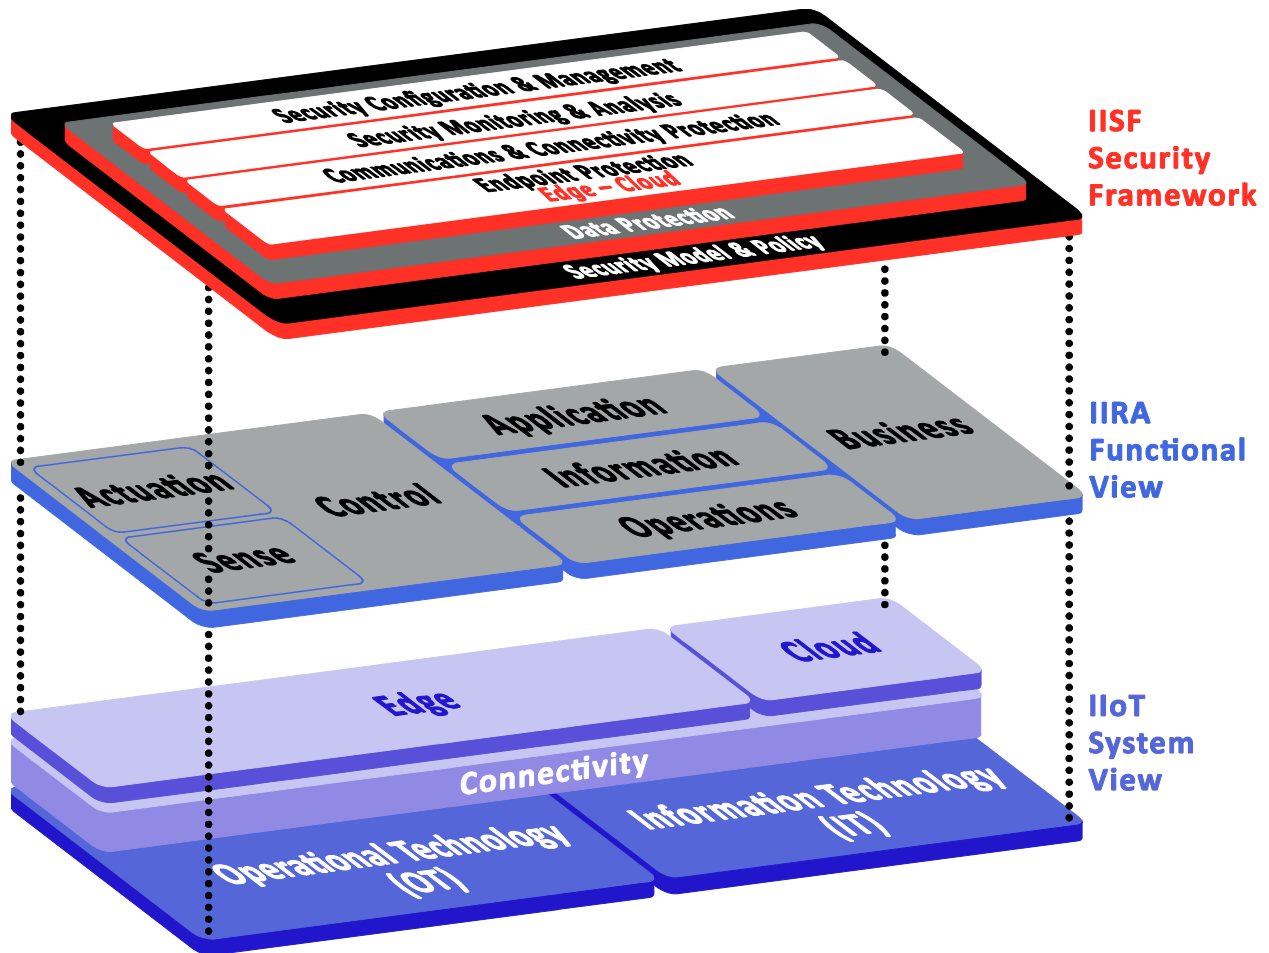 Security Configuration & Management
Security Monitoring & Analysis
Communications & Connectivity Protection
Endpoint Protection
Edge – Cloud
Data Protection
Security Model & Policy
IISF
Security
Framework
Application
Information
Operations
Business
Actuation
Control
Sense
IIRA
Functional
View
Edge
Cloud
Connectivity
Operational Technology
(OT)
Information Technology
(IT)
IIoT
System
View